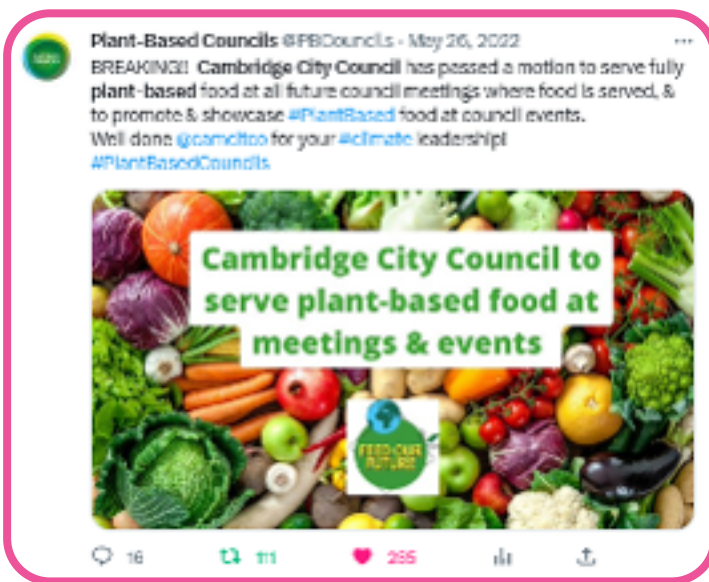 Plant-Based Councils @PBCouncils · May 26, 2022
BREAKING!! Cambridge City Council has passed a motion to serve fully
plant-based food at all future council meetings where food is served, &
to promote & showcase #PlantBased food at council events.
Well done @camcitco for your #climate leadership!
#PlantBasedCouncils
Cambridge City Council to
serve plant-based food at
meetings & events
FEED OUR
FUTURE
16 111 285